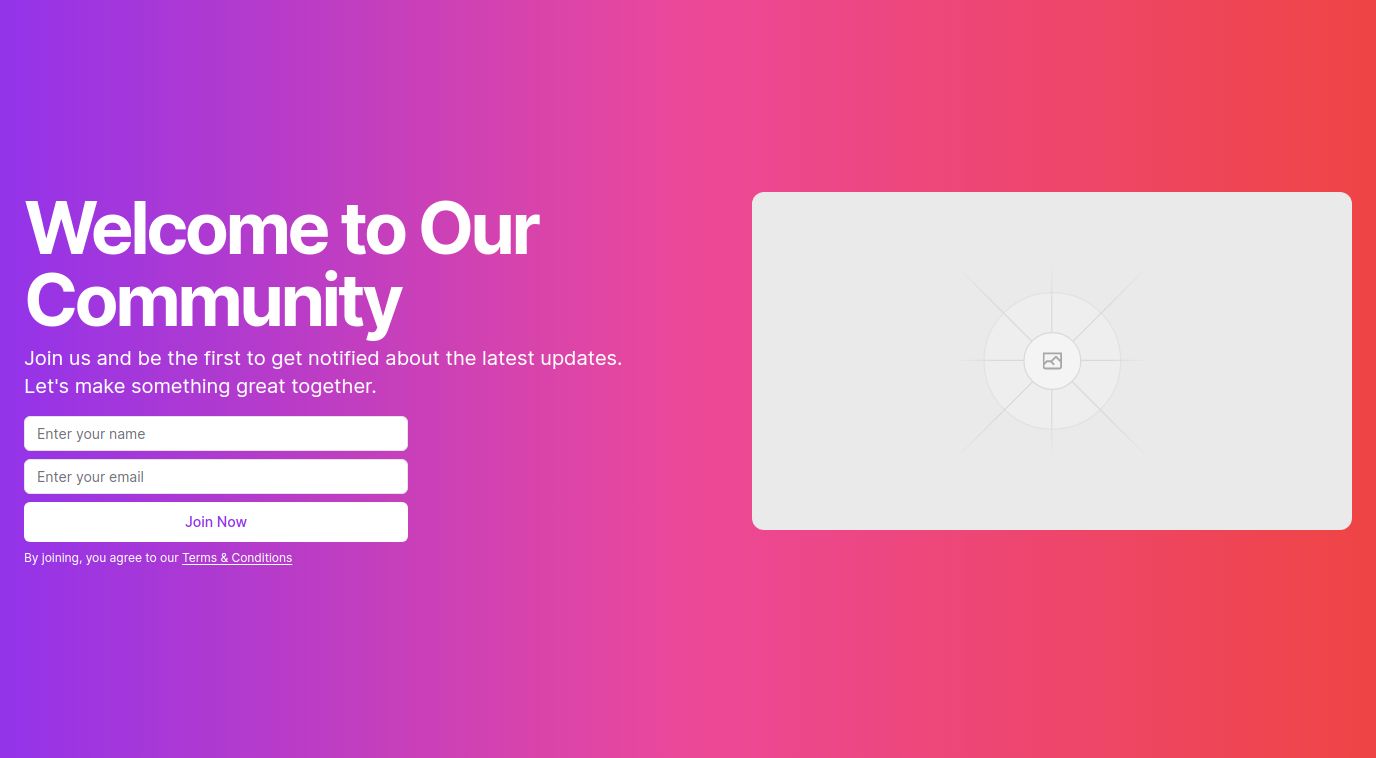 Welcome to Our
Community
Join us and be the first to get notified about the latest updates.
Let's make something great together.
Enter your name
Enter your email
Join Now
By joining, you agree to our Terms & Conditions